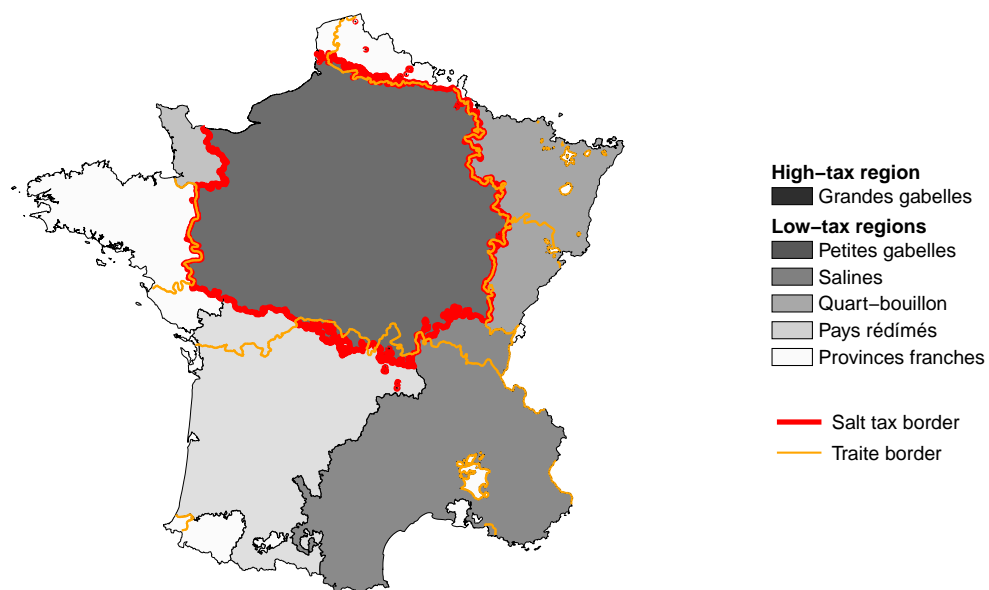 High–tax region
Grandes gabelles
Low–tax regions
Petites gabelles
Salines
Quart–bouillon
Pays rédímés
Provinces franches
Salt tax border
Traite border